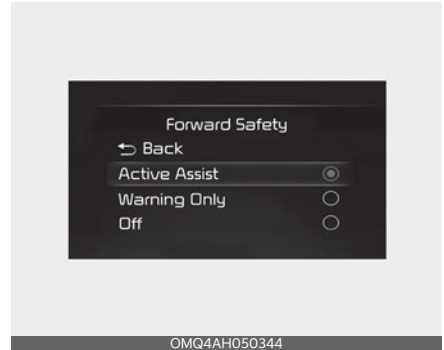 Forward Safety
Back
Active Assist
Warning Only
Off
OMQ4AH050344